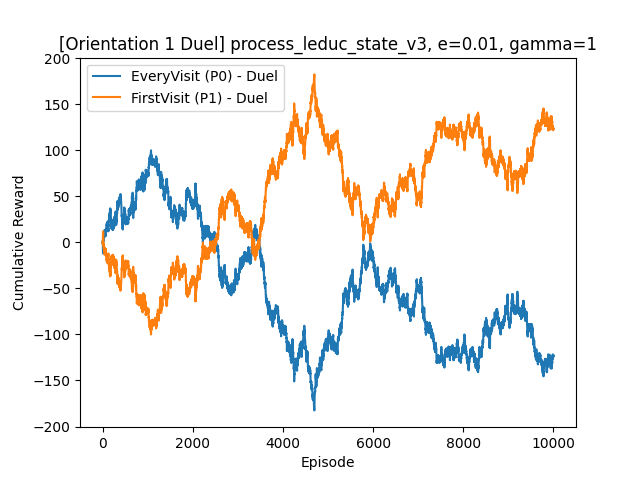 [Orientation 1 Duel] process_leduc_state_v3, e=0.01, gamma=1
EveryVisit (P0) - Duel
FirstVisit (P1) - Duel
200
150
100
50
0
−50
−100
−150
−200
Cumulative Reward
0 2000 4000 6000 8000 10000
Episode